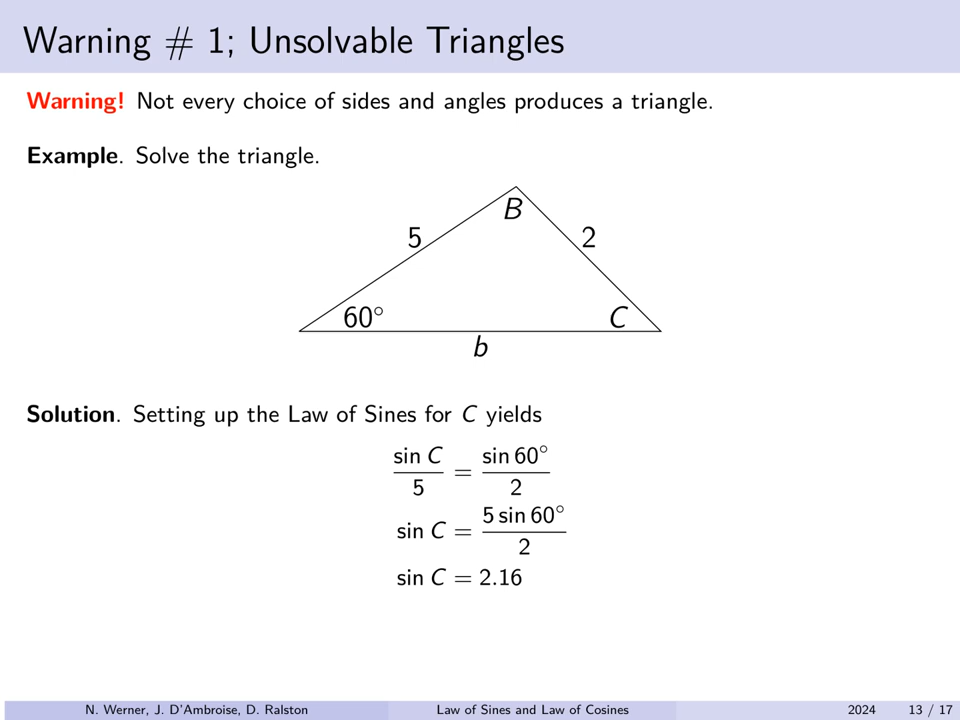 Warning # 1; Unsolvable Triangles
Warning! Not every choice of sides and angles produces a triangle.
Example. Solve the triangle.
B
5
2
60°
C
b
Solution. Setting up the Law of Sines for C yields
sin C / 5 = sin 60° / 2
sin C = 5 sin 60° / 2
sin C = 2.16
N. Werner, J. D'Ambroise, D. Ralston
Law of Sines and Law of Cosines
2024
13 / 17